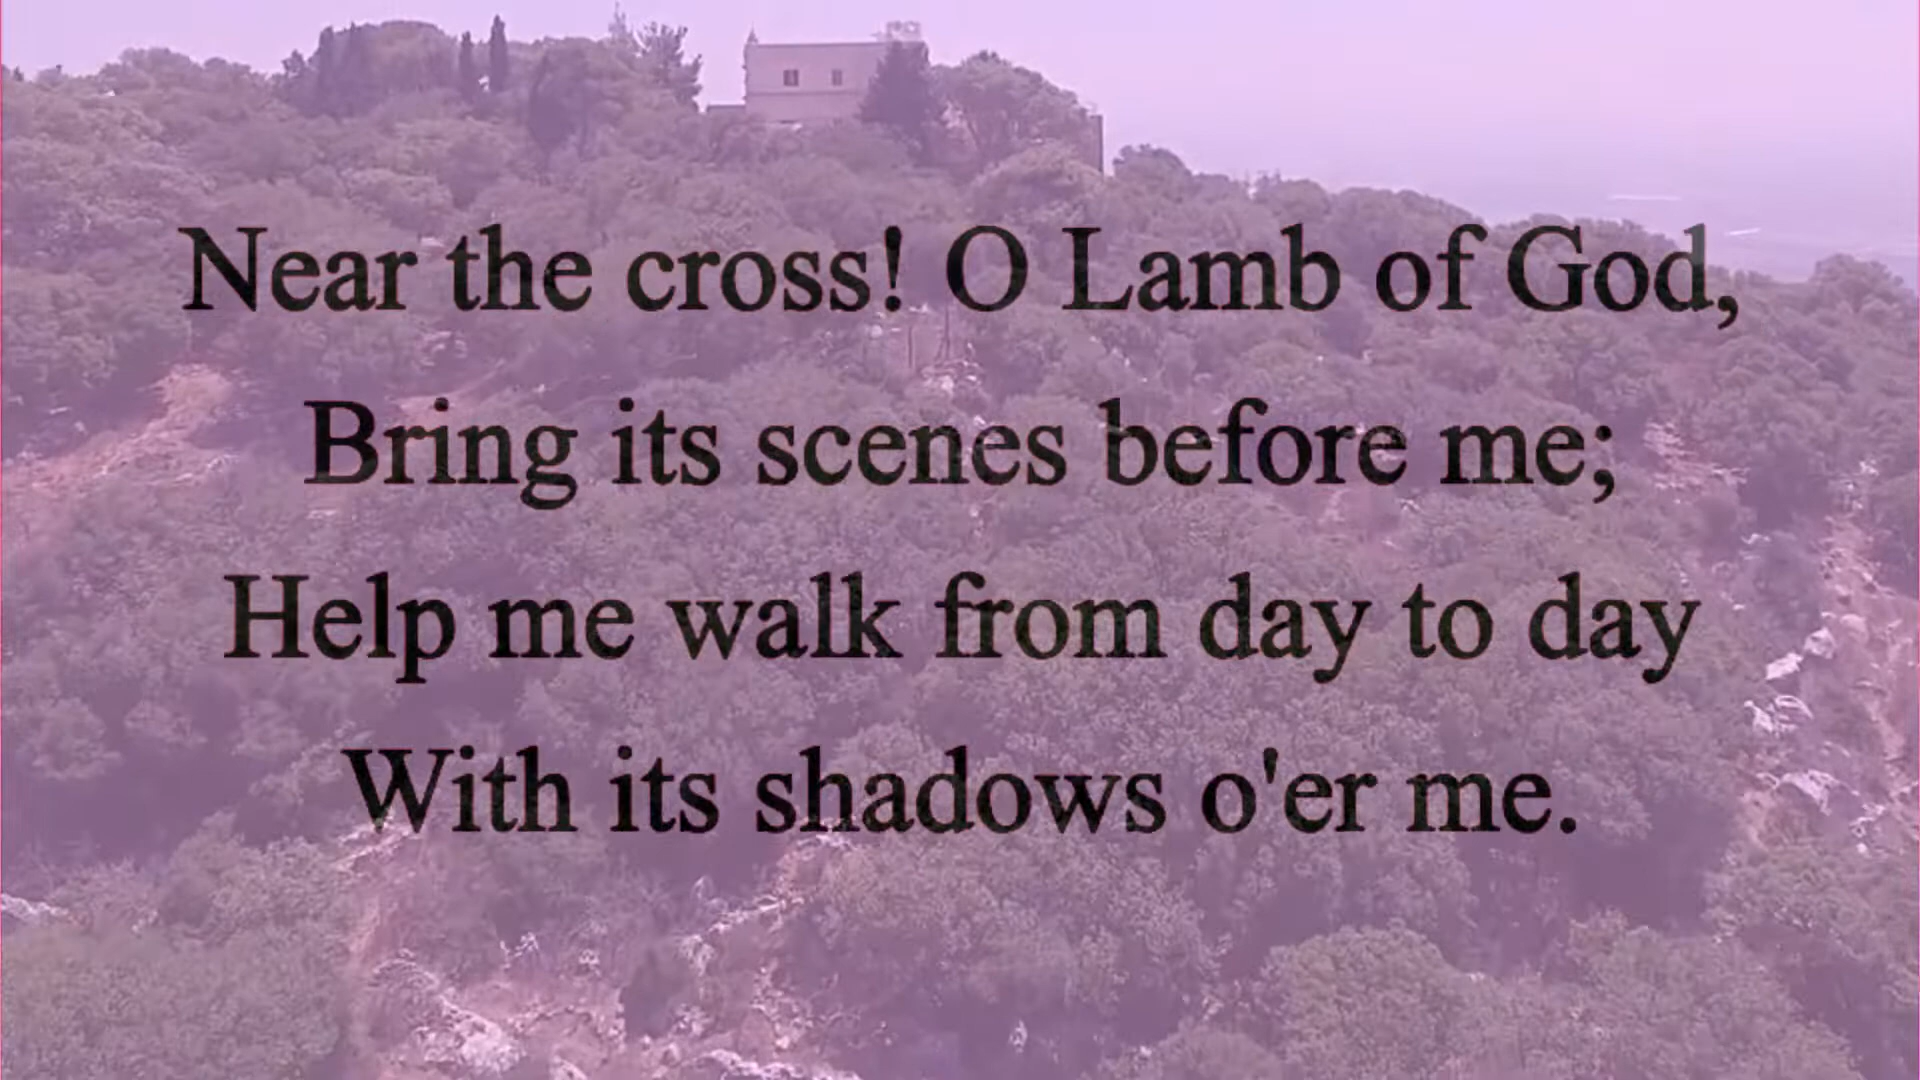 Near the cross! O Lamb of God,
Bring its scenes before me;
Help me walk from day to day
With its shadows o'er me.